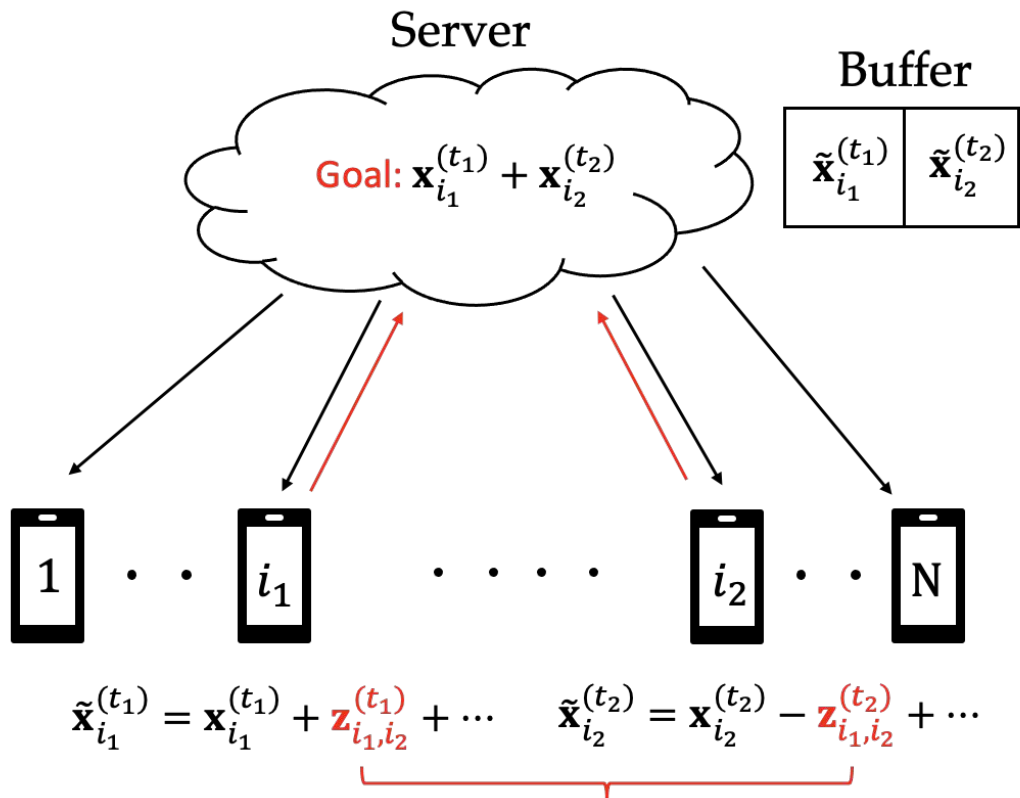 Server
Buffer
Goal: 𝐱_{i_1}^{(t_1)} + 𝐱_{i_2}^{(t_2)}
𝐱̃_{i_1}^{(t_1)} 𝐱̃_{i_2}^{(t_2)}
1 · · i_1 · · · · i_2 · · N
𝐱̃_{i_1}^{(t_1)} = 𝐱_{i_1}^{(t_1)} + 𝐳_{i_1,i_2}^{(t_1)} + ⋯ 𝐱̃_{i_2}^{(t_2)} = 𝐱_{i_2}^{(t_2)} − 𝐳_{i_1,i_2}^{(t_2)} + ⋯